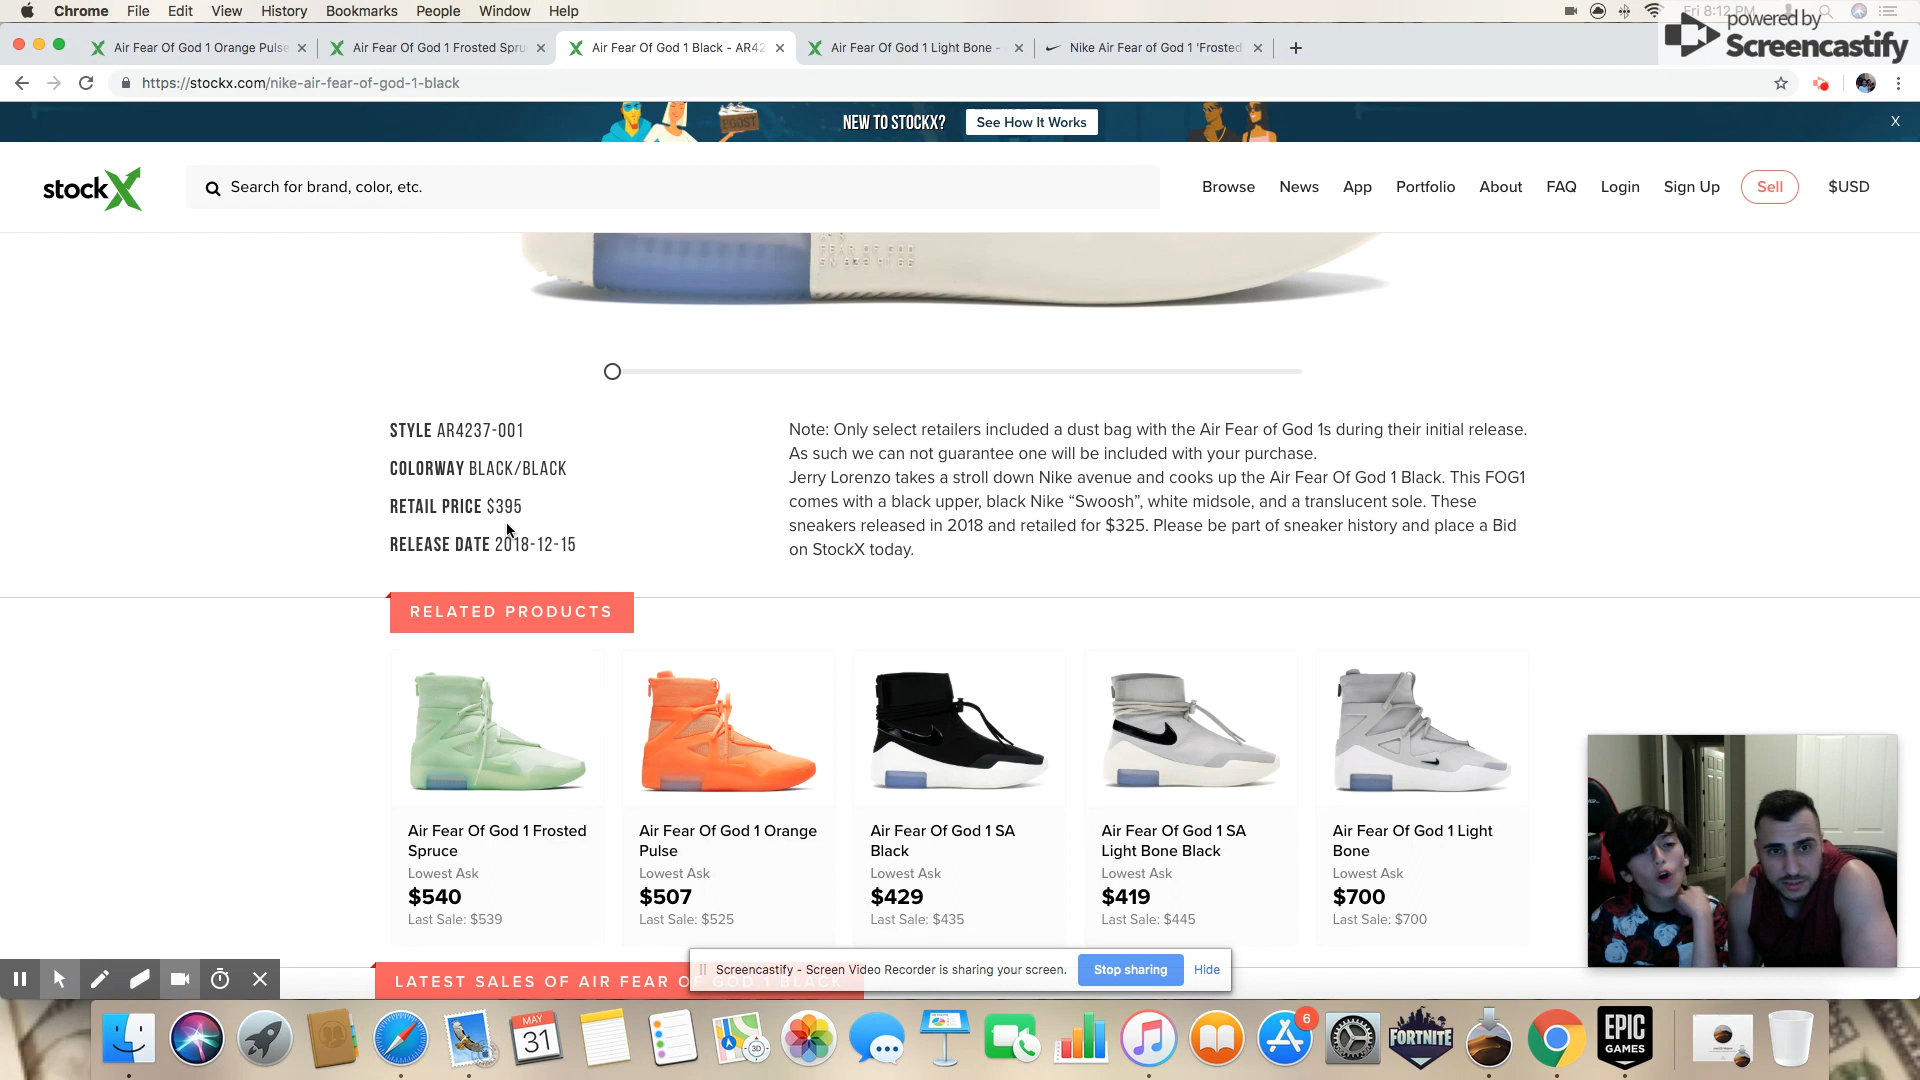 Chrome File Edit View History Bookmarks People Window Help Fri 8:12 PM
powered by
Screencastify
Air Fear Of God 1 Orange Pulse
Air Fear Of God 1 Frosted Spru
Air Fear Of God 1 Black - AR42
Air Fear Of God 1 Light Bone -
Nike Air Fear of God 1 'Frosted
https://stockx.com/nike-air-fear-of-god-1-black
BOOST
NEW TO STOCKX?
See How It Works
X
stockX
Search for brand, color, etc.
Browse News App Portfolio About FAQ Login Sign Up Sell $USD
FEAR OF GOD
STYLE AR4237-001
COLORWAY BLACK/BLACK
RETAIL PRICE $395
RELEASE DATE 2018-12-15
Note: Only select retailers included a dust bag with the Air Fear of God 1s during their initial release.
As such we can not guarantee one will be included with your purchase.
Jerry Lorenzo takes a stroll down Nike avenue and cooks up the Air Fear Of God 1 Black. This FOG1
comes with a black upper, black Nike “Swoosh”, white midsole, and a translucent sole. These
sneakers released in 2018 and retailed for $325. Please be part of sneaker history and place a Bid
on StockX today.
RELATED PRODUCTS
Air Fear Of God 1 Frosted
Spruce
Lowest Ask
$540
Last Sale: $539
Air Fear Of God 1 Orange
Pulse
Lowest Ask
$507
Last Sale: $525
Air Fear Of God 1 SA
Black
Lowest Ask
$429
Last Sale: $435
Air Fear Of God 1 SA
Light Bone Black
Lowest Ask
$419
Last Sale: $445
Air Fear Of God 1 Light
Bone
Lowest Ask
$700
Last Sale: $700
LATEST SALES OF AIR FEAR OF GOD 1 BLACK
Screencastify - Screen Video Recorder is sharing your screen.
Stop sharing
Hide
MAY
31
3D
6
FORTNITE
EPIC
GAMES